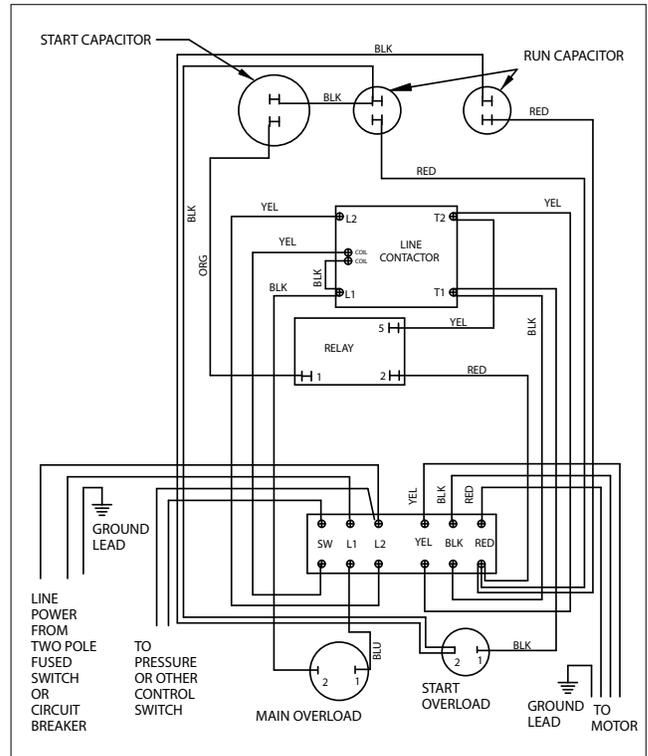 START CAPACITOR
BLK
RUN CAPACITOR
BLK
RED
RED
BLK
ORG
YEL
L2
T2
YEL
YEL
COIL
COIL
LINE
CONTACTOR
BLK
BLK
L1
T1
BLK
5
YEL
RELAY
1
2
RED
YEL
BLK
RED
GROUND
LEAD
SW
L1
L2
YEL
BLK
RED
LINE
POWER
FROM
TWO POLE
FUSED
SWITCH
OR
CIRCUIT
BREAKER
TO
PRESSURE
OR OTHER
CONTROL
SWITCH
BLU
2
1
MAIN OVERLOAD
2
1
BLK
START
OVERLOAD
GROUND
LEAD
TO
MOTOR